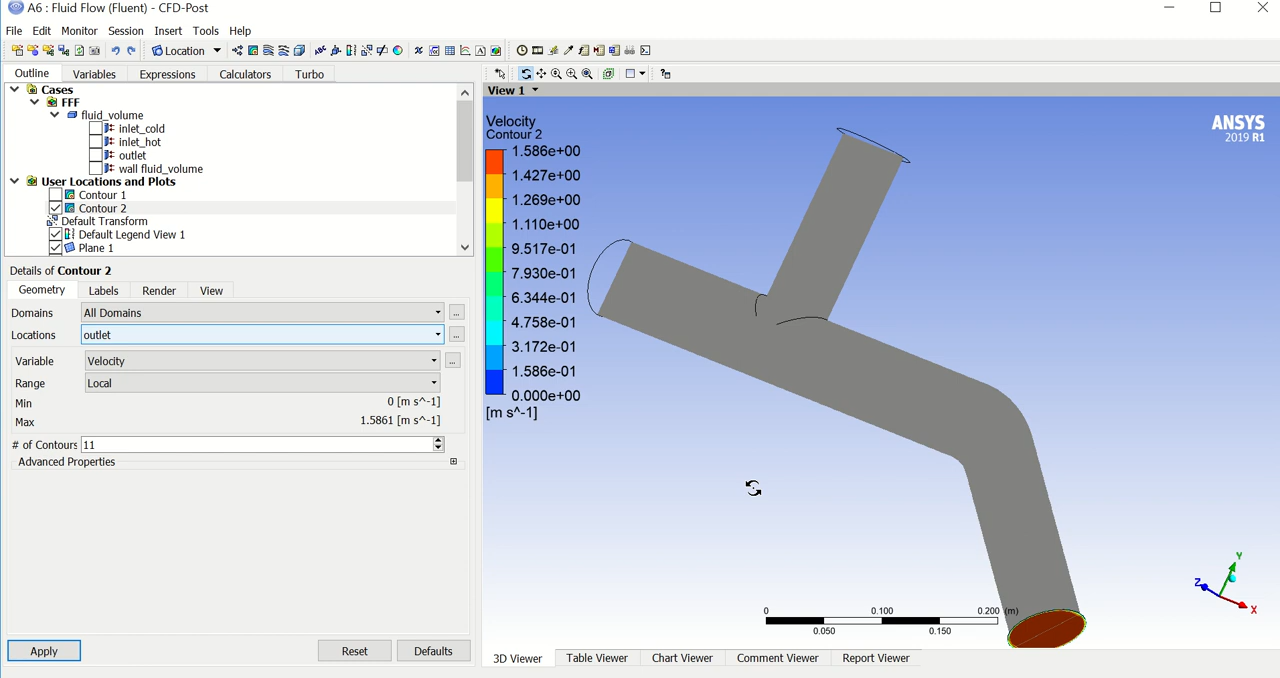 A6 : Fluid Flow (Fluent) - CFD-Post
File Edit Monitor Session Insert Tools Help
Location
Outline Variables Expressions Calculators Turbo
Cases
FFF
fluid_volume
inlet_cold
inlet_hot
outlet
wall fluid_volume
User Locations and Plots
Contour 1
Contour 2
Default Transform
Default Legend View 1
Plane 1
Details of Contour 2
Geometry Labels Render View
Domains All Domains ...
Locations outlet ...
Variable Velocity ...
Range Local
Min 0 [m s^-1]
Max 1.5861 [m s^-1]
# of Contours 11
Advanced Properties
Apply Reset Defaults
View 1
Velocity
Contour 2
1.586e+00
1.427e+00
1.269e+00
1.110e+00
9.517e-01
7.930e-01
6.344e-01
4.758e-01
3.172e-01
1.586e-01
0.000e+00
[m s^-1]
ANSYS
2019 R1
Y
Z
X
0 0.100 0.200 (m)
0.050 0.150
3D Viewer Table Viewer Chart Viewer Comment Viewer Report Viewer